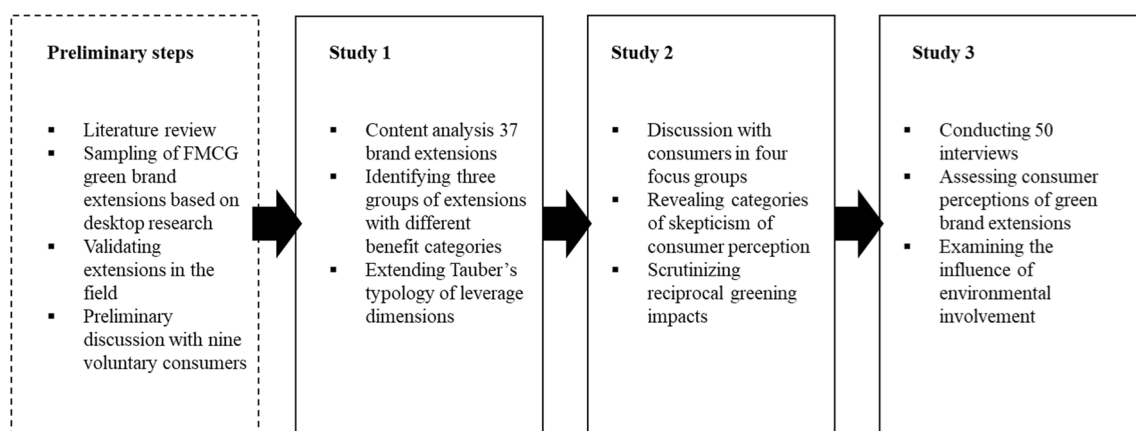 Preliminary steps
▪ Literature review
▪ Sampling of FMCG
green brand
extensions based on
desktop research
▪ Validating
extensions in the
field
▪ Preliminary
discussion with nine
voluntary consumers
Study 1
▪ Content analysis 37
brand extensions
▪ Identifying three
groups of extensions
with different
benefit categories
▪ Extending Tauber’s
typology of leverage
dimensions
Study 2
▪ Discussion with
consumers in four
focus groups
▪ Revealing categories
of skepticism of
consumer perception
▪ Scrutinizing
reciprocal greening
impacts
Study 3
▪ Conducting 50
interviews
▪ Assessing consumer
perceptions of green
brand extensions
▪ Examining the
influence of
environmental
involvement